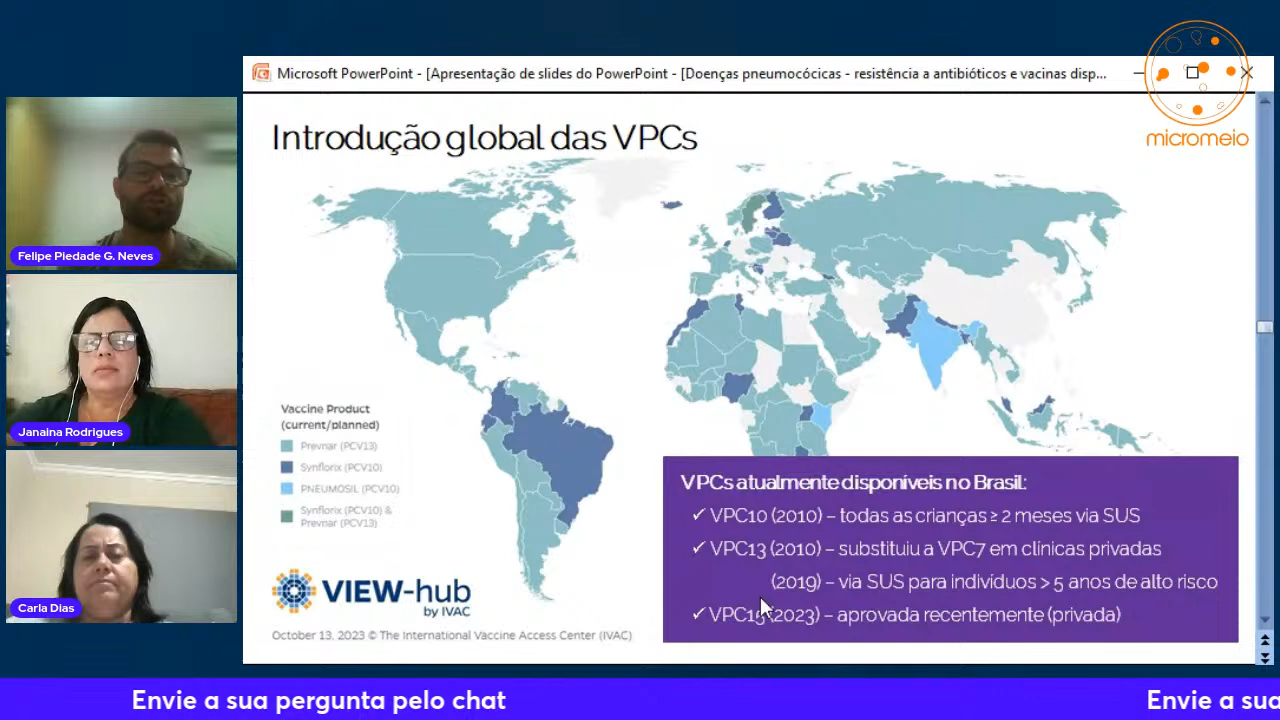 Microsoft PowerPoint - [Apresentação de slides do PowerPoint - [Doenças pneumocócicas - resistência a antibióticos e vacinas disp...
micromeio
Introdução global das VPCs
Felipe Piedade G. Neves
Janaina Rodrigues
Carla Dias
Vaccine Product
(current/planned)
Prevnar (PCV13)
Synflorix (PCV10)
PNEUMOSIL (PCV10)
Synflorix (PCV10) &
Prevnar (PCV13)
VIEW-hub
by IVAC
October 13, 2023 © The International Vaccine Access Center (IVAC)
VPCs atualmente disponíveis no Brasil:
✓ VPC10 (2010) – todas as crianças ≥ 2 meses via SUS
✓ VPC13 (2010) – substituiu a VPC7 em clínicas privadas
(2019) – via SUS para indivíduos > 5 anos de alto risco
✓ VPC15 (2023) – aprovada recentemente (privada)
Envie a sua pergunta pelo chat
Envie a sua